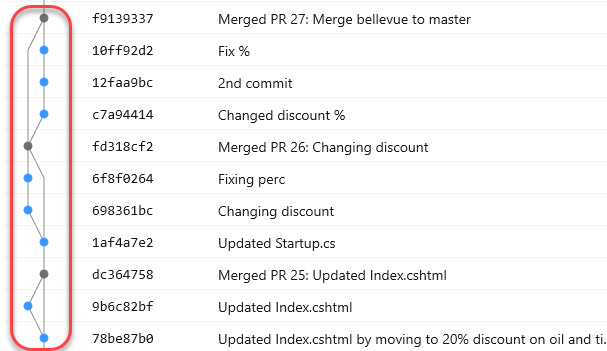 f9139337 Merged PR 27: Merge bellevue to master
10ff92d2 Fix %
12faa9bc 2nd commit
c7a94414 Changed discount %
fd318cf2 Merged PR 26: Changing discount
6f8f0264 Fixing perc
698361bc Changing discount
1af4a7e2 Updated Startup.cs
dc364758 Merged PR 25: Updated Index.cshtml
9b6c82bf Updated Index.cshtml
78be87b0 Updated Index.cshtml by moving to 20% discount on oil and ti.